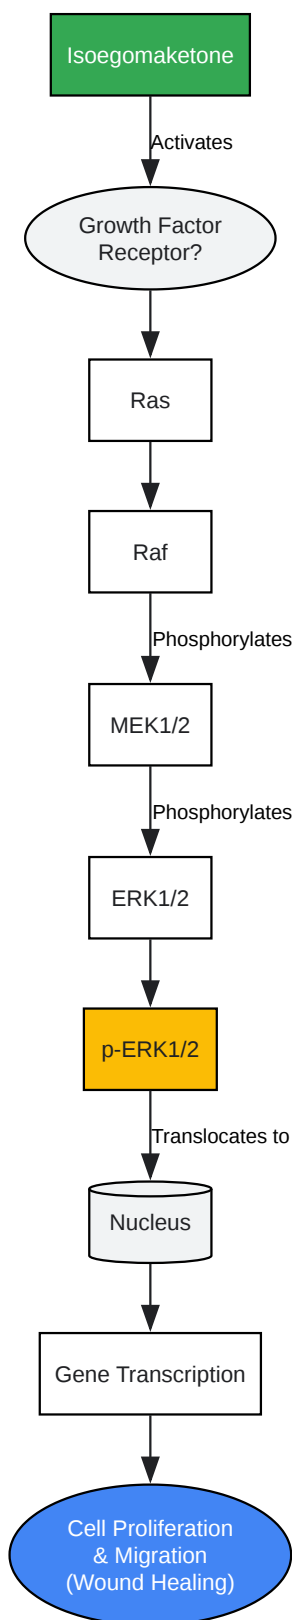 Isoegomaketone
Activates
Growth Factor
Receptor?
Ras
Raf
Phosphorylates
MEK1/2
Phosphorylates
ERK1/2
p-ERK1/2
Translocates to
Nucleus
Gene Transcription
Cell Proliferation
& Migration
(Wound Healing)